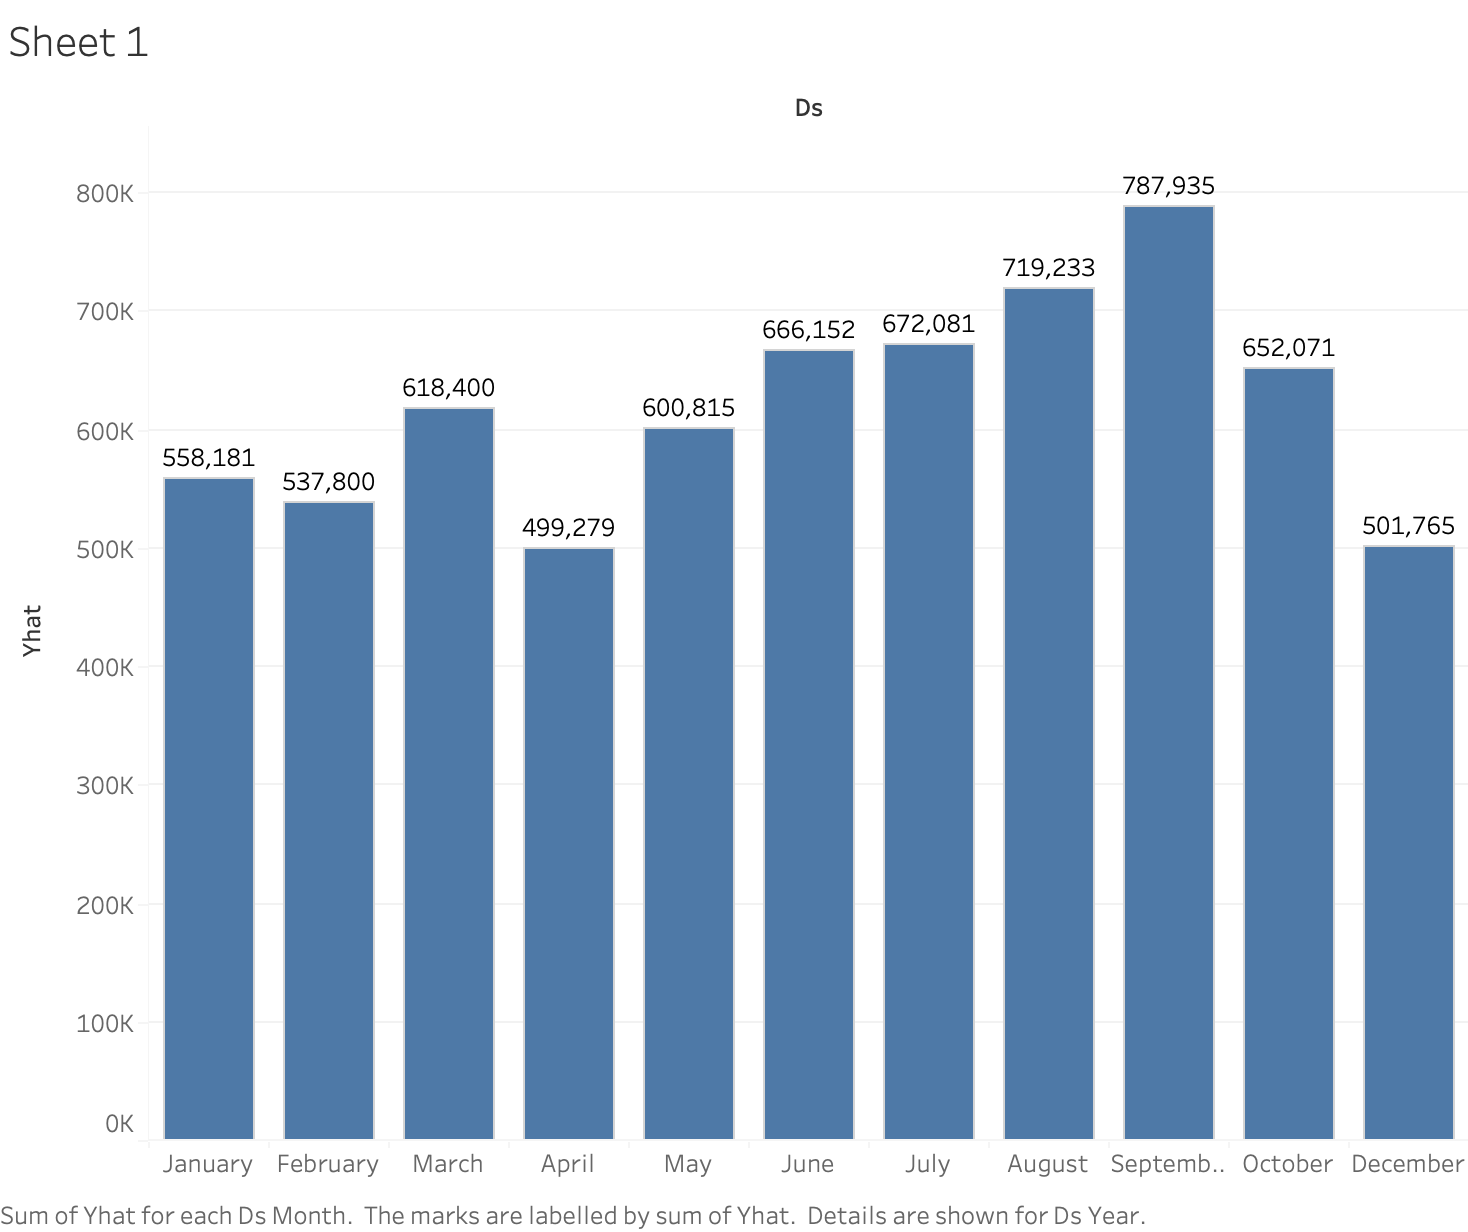 Sheet 1
Ds
Yhat
800K
700K
600K
500K
400K
300K
200K
100K
0K
558,181
537,800
618,400
499,279
600,815
666,152
672,081
719,233
787,935
652,071
501,765
January February March April May June July August Septemb.. October December
Sum of Yhat for each Ds Month. The marks are labelled by sum of Yhat. Details are shown for Ds Year.